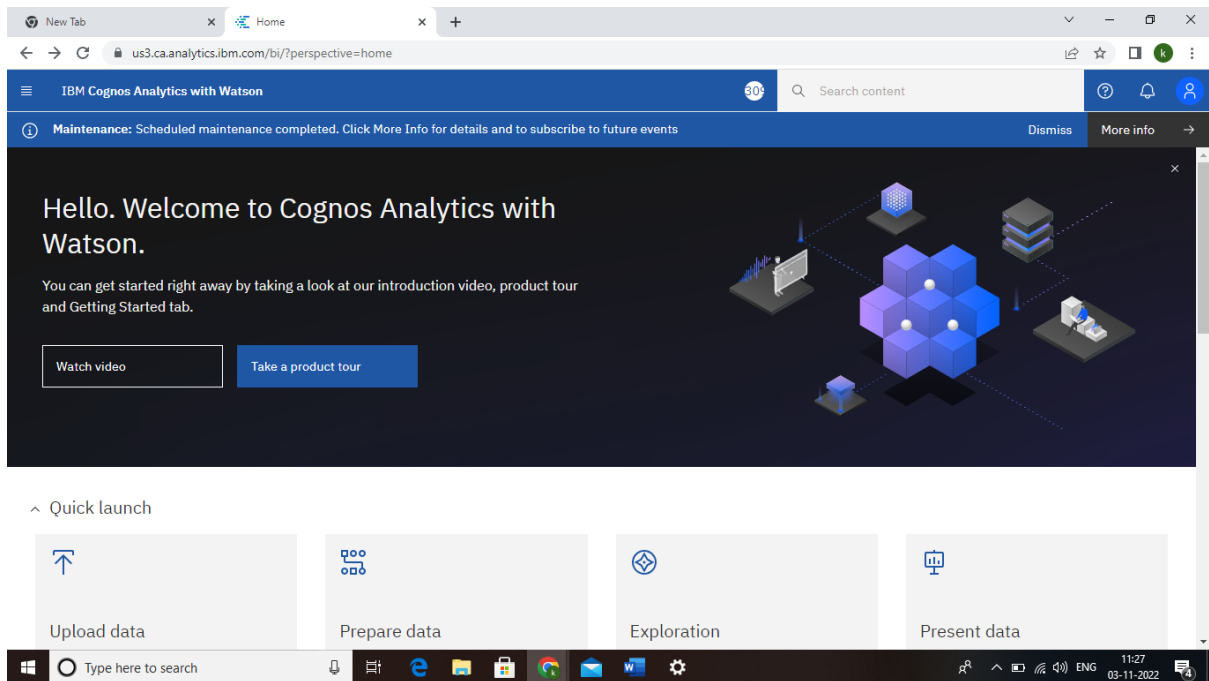 New Tab
Home
us3.ca.analytics.ibm.com/bi/?perspective=home
k
IBM Cognos Analytics with Watson
Search content
Maintenance: Scheduled maintenance completed. Click More Info for details and to subscribe to future events
Dismiss
More info
Hello. Welcome to Cognos Analytics with
Watson.
You can get started right away by taking a look at our introduction video, product tour
and Getting Started tab.
Watch video
Take a product tour
Quick launch
Upload data
Prepare data
Exploration
Present data
Type here to search
ENG
11:27
03-11-2022
4